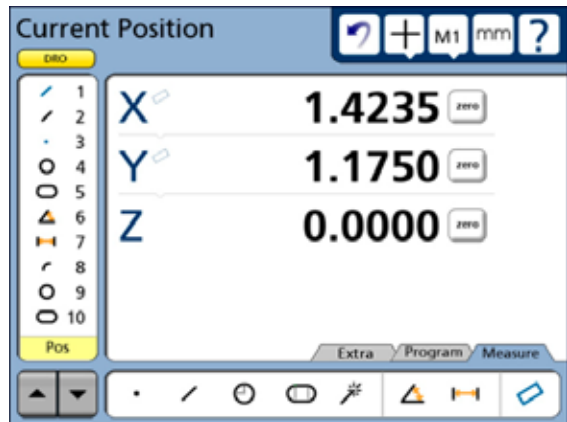 Current Position
M1 mm ?
DRO
1
2
3
4
5
6
7
8
9
10
Pos
X 1.4235 zero
Y 1.1750 zero
Z 0.0000 zero
Extra Program Measure